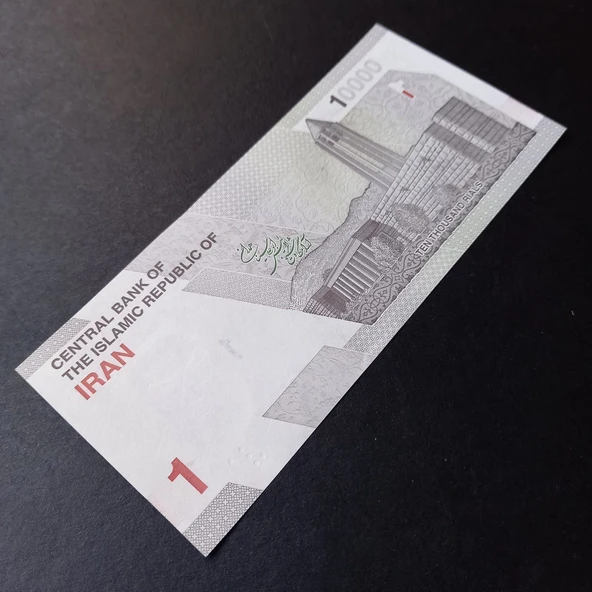 CENTRAL BANK OF
THE ISLAMIC REPUBLIC OF
IRAN
1
10000
TEN THOUSAND RIALS